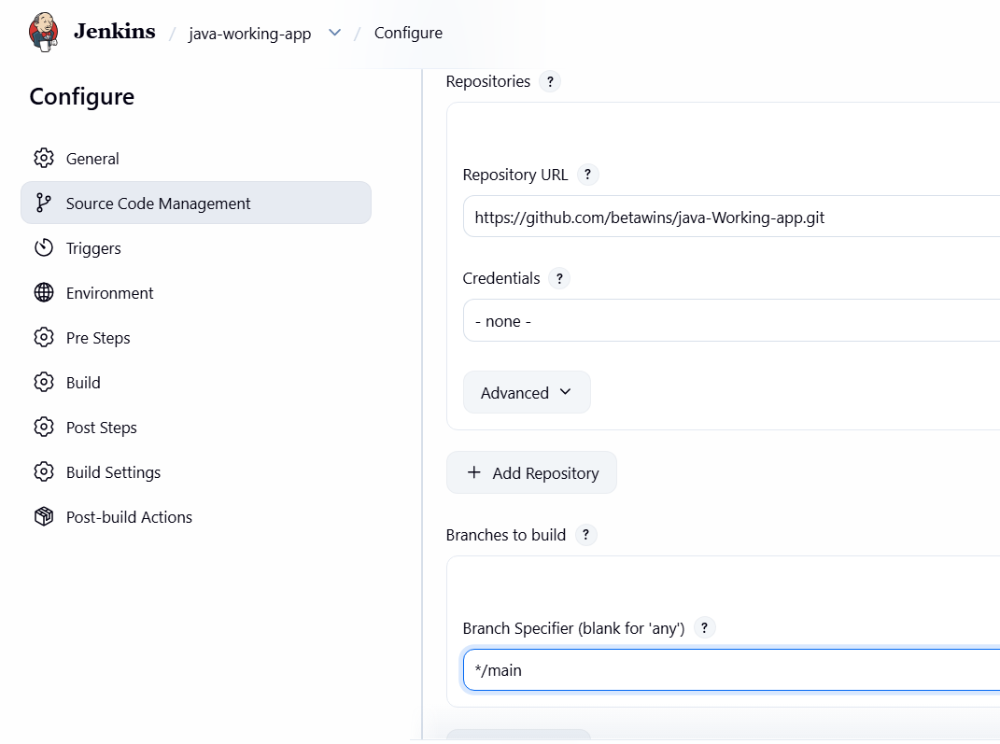 Jenkins / java-working-app / Configure
Configure
General
Source Code Management
Triggers
Environment
Pre Steps
Build
Post Steps
Build Settings
Post-build Actions
Repositories ?
Repository URL ?
https://github.com/betawins/java-Working-app.git
Credentials ?
- none -
Advanced
+ Add Repository
Branches to build ?
Branch Specifier (blank for 'any') ?
*/main